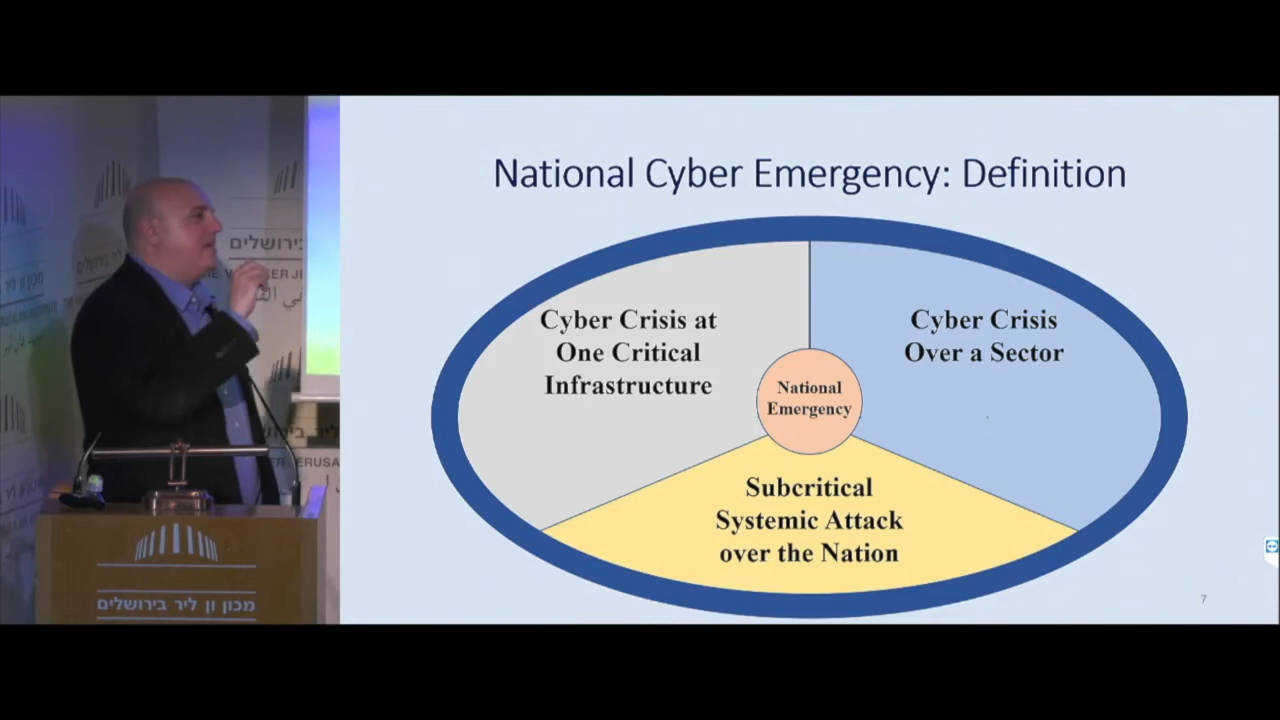 National Cyber Emergency: Definition
Cyber Crisis at
One Critical
Infrastructure
Cyber Crisis
Over a Sector
National
Emergency
Subcritical
Systemic Attack
over the Nation
7
מכון ון ליר בירושלים